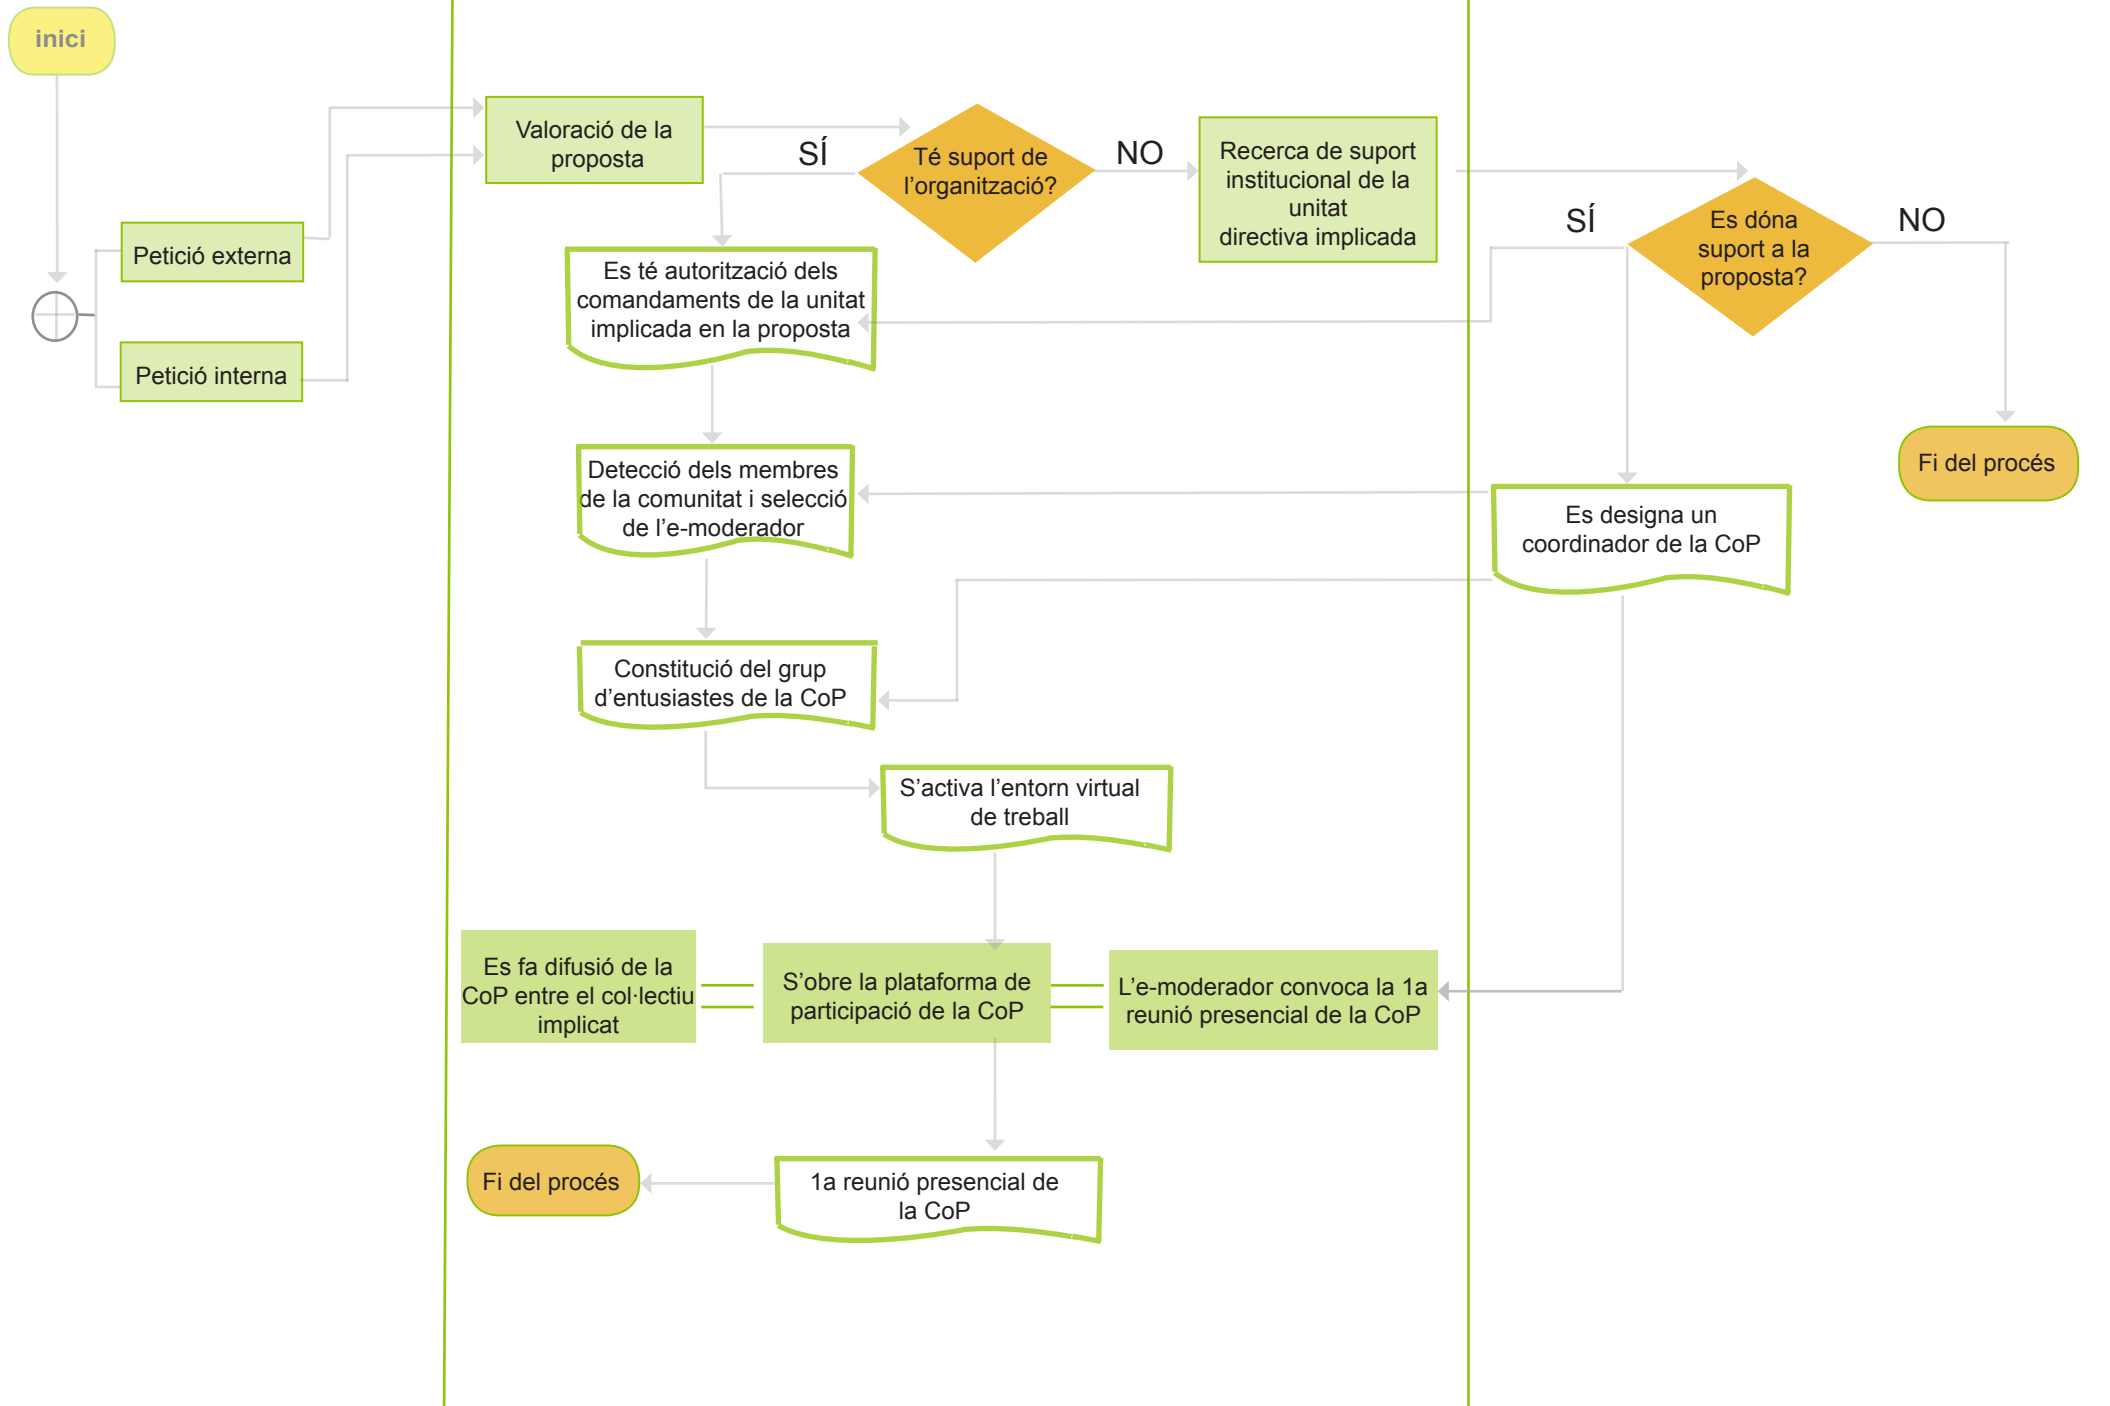 inici
Petició externa
Petició interna
Valoració de la
proposta
SÍ
Té suport de
l’organització?
NO
Recerca de suport
institucional de la
unitat
directiva implicada
SÍ
Es dóna
suport a la
proposta?
NO
Fi del procés
Es té autorització dels
comandaments de la unitat
implicada en la proposta
Detecció dels membres
de la comunitat i selecció
de l’e-moderador
Es designa un
coordinador de la CoP
Constitució del grup
d’entusiastes de la CoP
S’activa l’entorn virtual
de treball
Es fa difusió de la
CoP entre el col·lectiu
implicat
S’obre la plataforma de
participació de la CoP
L’e-moderador convoca la 1a
reunió presencial de la CoP
Fi del procés
1a reunió presencial de
la CoP